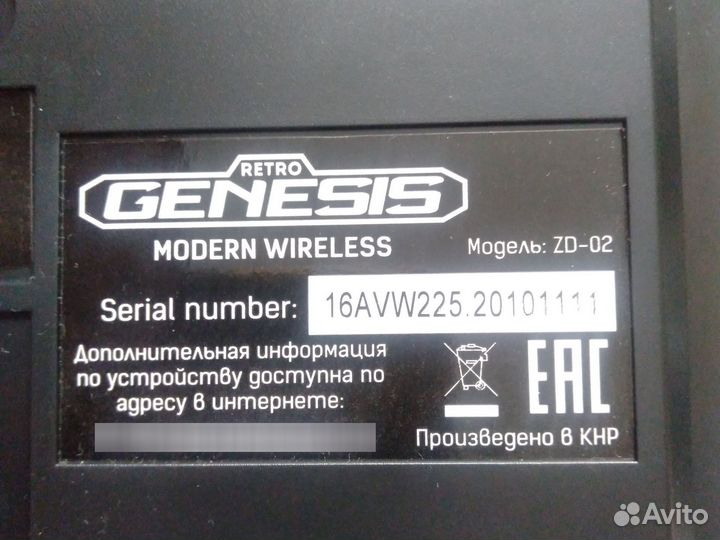 RETRO
GENESIS
MODERN WIRELESS
Модель: ZD-02
Serial number: 16AVW225.20101111
Дополнительная информация
по устройству доступна по
адресу в интернете:
EAC
Произведено в КНР
Avito